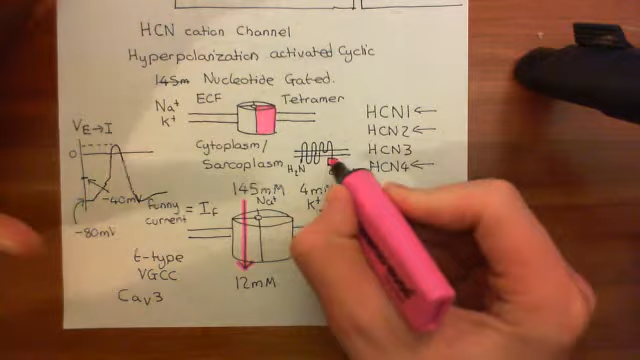 HCN cation Channel
Hyperpolarization activated Cyclic
145m Nucleotide Gated.
Na+ ECF Tetramer
K+
HCN1 ←
HCN2 ←
HCN3
HCN4 ←
VE→I
0
-40mV
-80mV
Cytoplasm/
Sarcoplasm
H2N
Funny current = IF
145mM
Na+
4m
K+
12mM
t-type
VGCC
Cav3